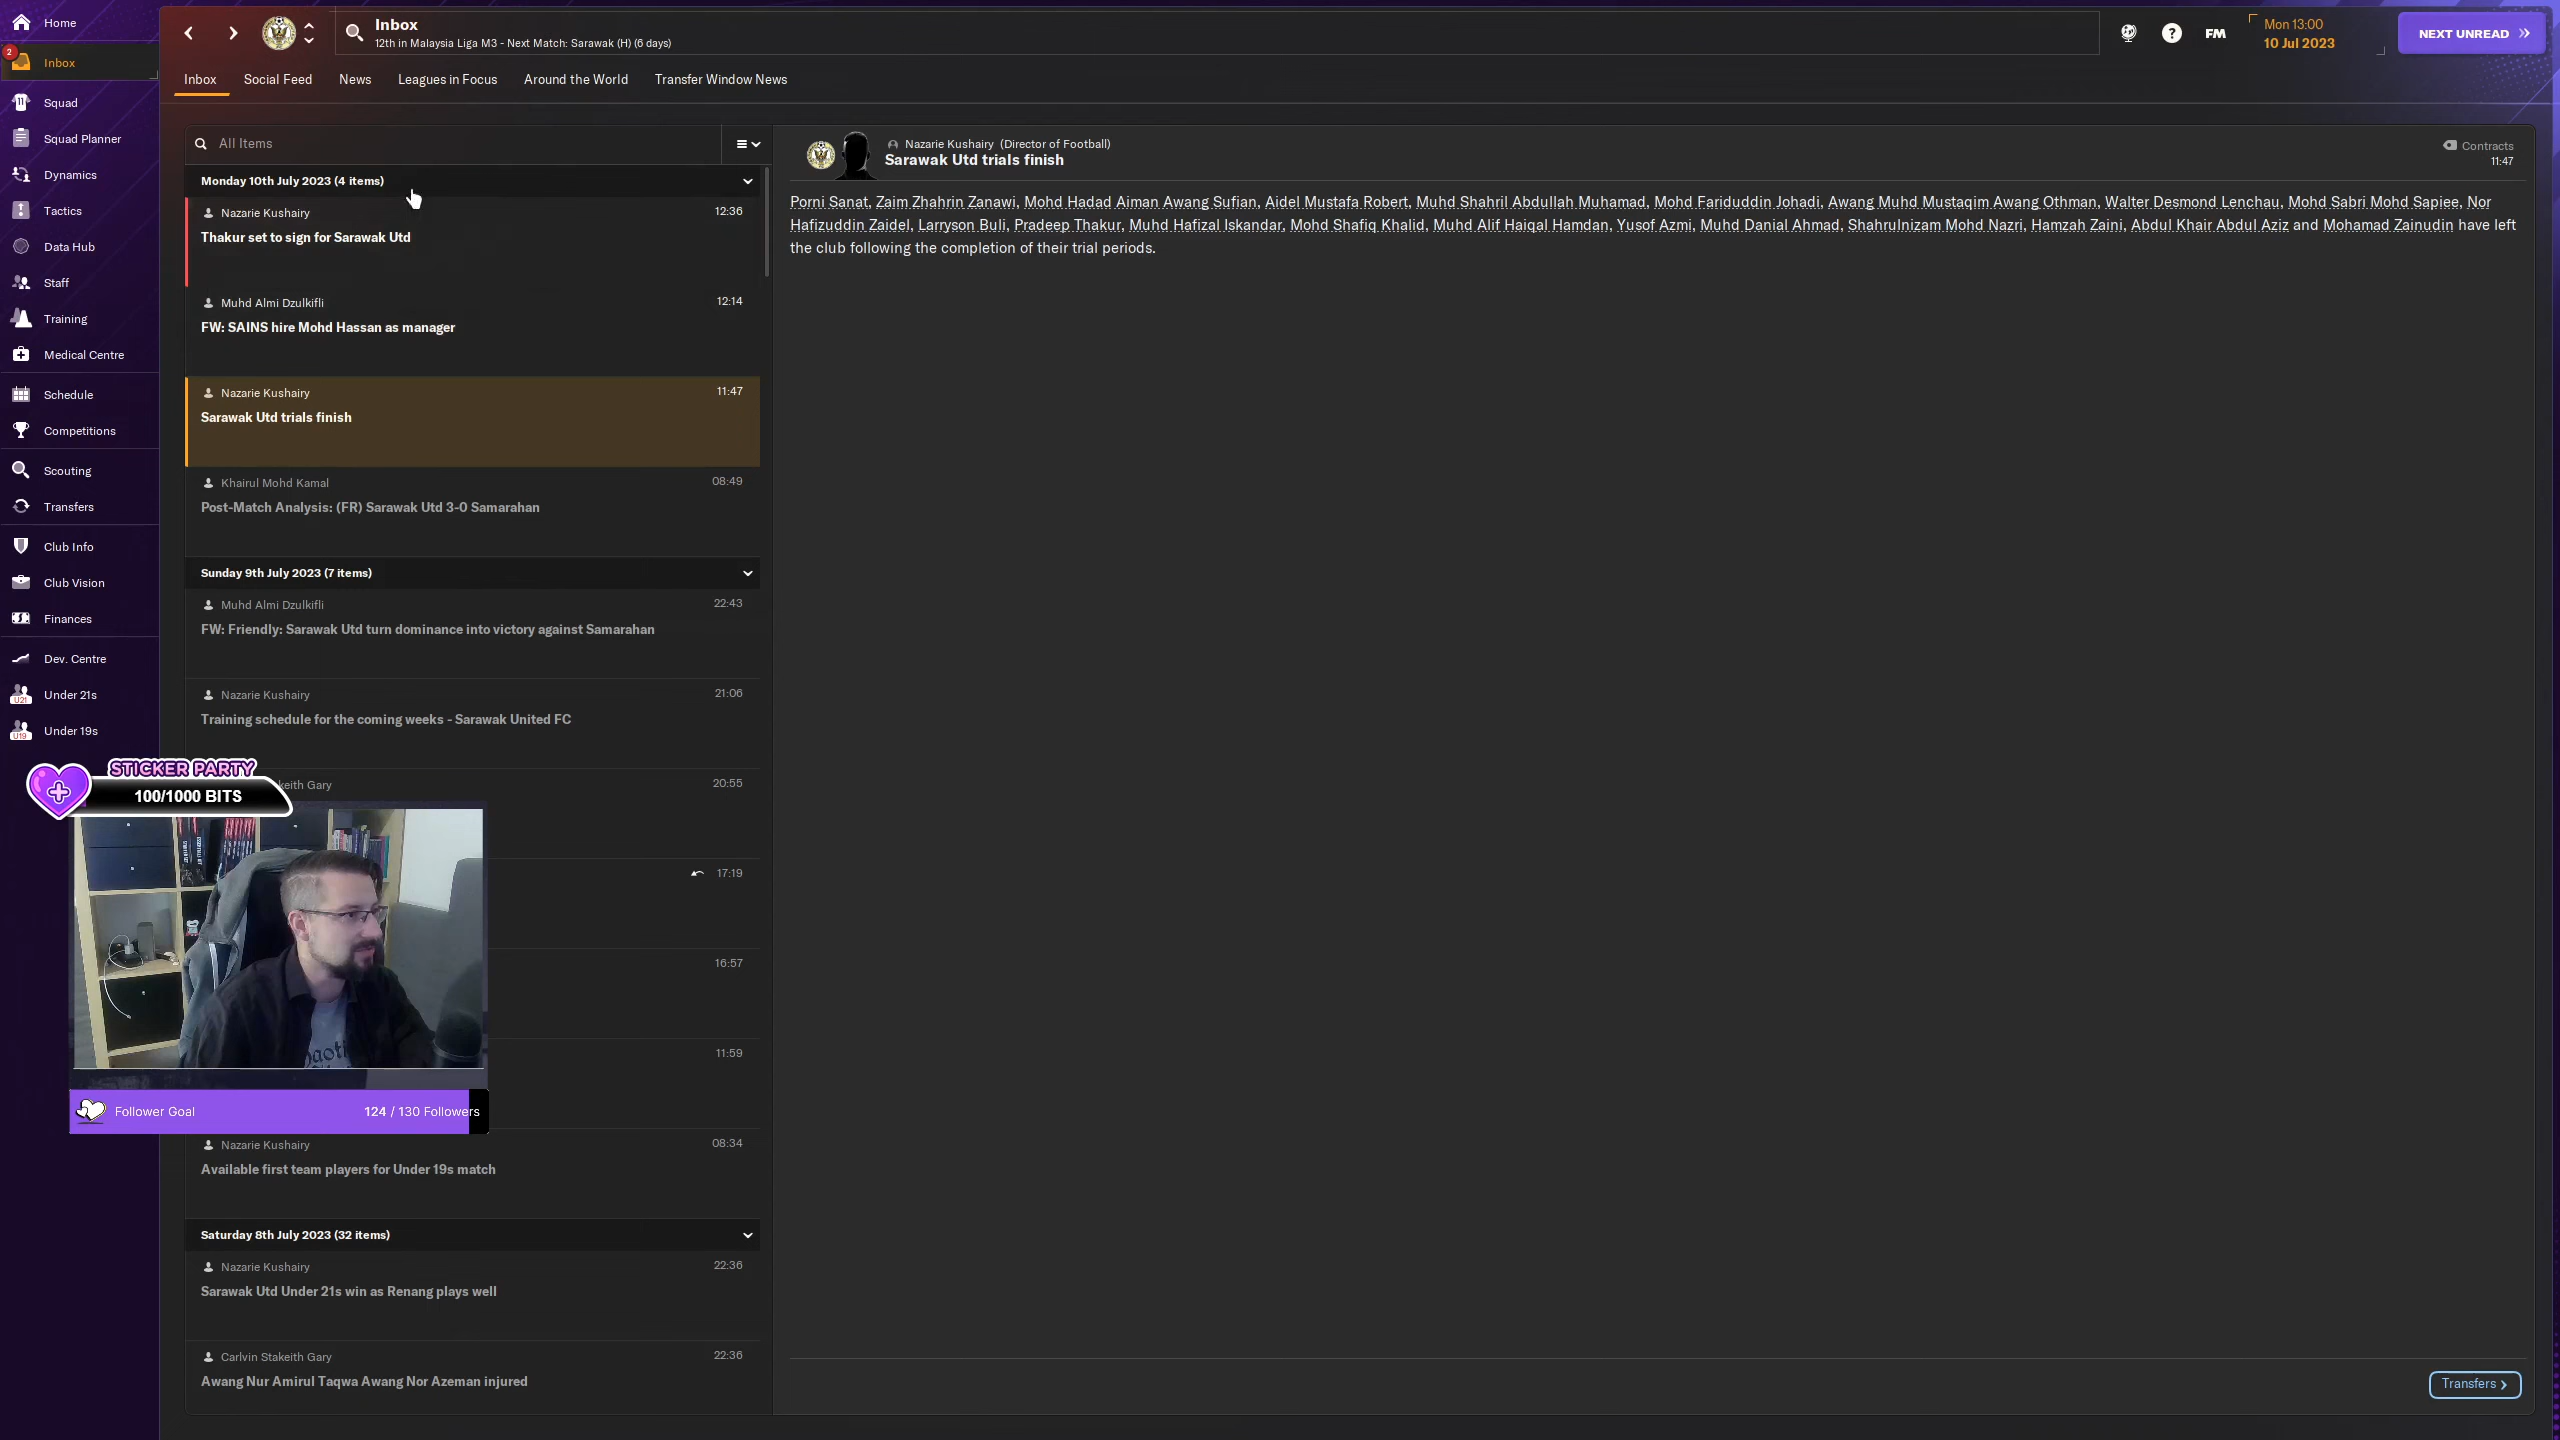 Home
2
Inbox
Squad
Squad Planner
Dynamics
Tactics
Data Hub
Staff
Training
Medical Centre
Schedule
Competitions
Scouting
Transfers
Club Info
Club Vision
Finances
Dev. Centre
U21
Under 21s
U19
Under 19s
Inbox
12th in Malaysia Liga M3 - Next Match: Sarawak (H) (6 days)
?
FM
Mon 13:00
10 Jul 2023
NEXT UNREAD
Inbox
Social Feed
News
Leagues in Focus
Around the World
Transfer Window News
All Items
Monday 10th July 2023 (4 items)
Nazarie Kushairy 12:36
Thakur set to sign for Sarawak Utd
Muhd Almi Dzulkifli 12:14
FW: SAINS hire Mohd Hassan as manager
Nazarie Kushairy 11:47
Sarawak Utd trials finish
Khairul Mohd Kamal 08:49
Post-Match Analysis: (FR) Sarawak Utd 3-0 Samarahan
Sunday 9th July 2023 (7 items)
Muhd Almi Dzulkifli 22:43
FW: Friendly: Sarawak Utd turn dominance into victory against Samarahan
Nazarie Kushairy 21:06
Training schedule for the coming weeks - Sarawak United FC
keith Gary 20:55
17:19
16:57
11:59
Nazarie Kushairy 08:34
Available first team players for Under 19s match
Saturday 8th July 2023 (32 items)
Nazarie Kushairy 22:36
Sarawak Utd Under 21s win as Renang plays well
Carlvin Stakeith Gary 22:36
Awang Nur Amirul Taqwa Awang Nor Azeman injured
Nazarie Kushairy (Director of Football)
Sarawak Utd trials finish
Contracts
11:47
Porni Sanat, Zaim Zhahrin Zanawi, Mohd Hadad Aiman Awang Sufian, Aidel Mustafa Robert, Muhd Shahril Abdullah Muhamad, Mohd Fariduddin Johadi, Awang Muhd Mustaqim Awang Othman, Walter Desmond Lenchau, Mohd Sabri Mohd Sapiee, Nor
Hafizuddin Zaidel, Larryson Buli, Pradeep Thakur, Muhd Hafizal Iskandar, Mohd Shafiq Khalid, Muhd Alif Haiqal Hamdan, Yusof Azmi, Muhd Danial Ahmad, Shahrulnizam Mohd Nazri, Hamzah Zaini, Abdul Khair Abdul Aziz and Mohamad Zainudin have left
the club following the completion of their trial periods.
Transfers
STICKER PARTY
100/1000 BITS
Follower Goal 124 / 130 Followers